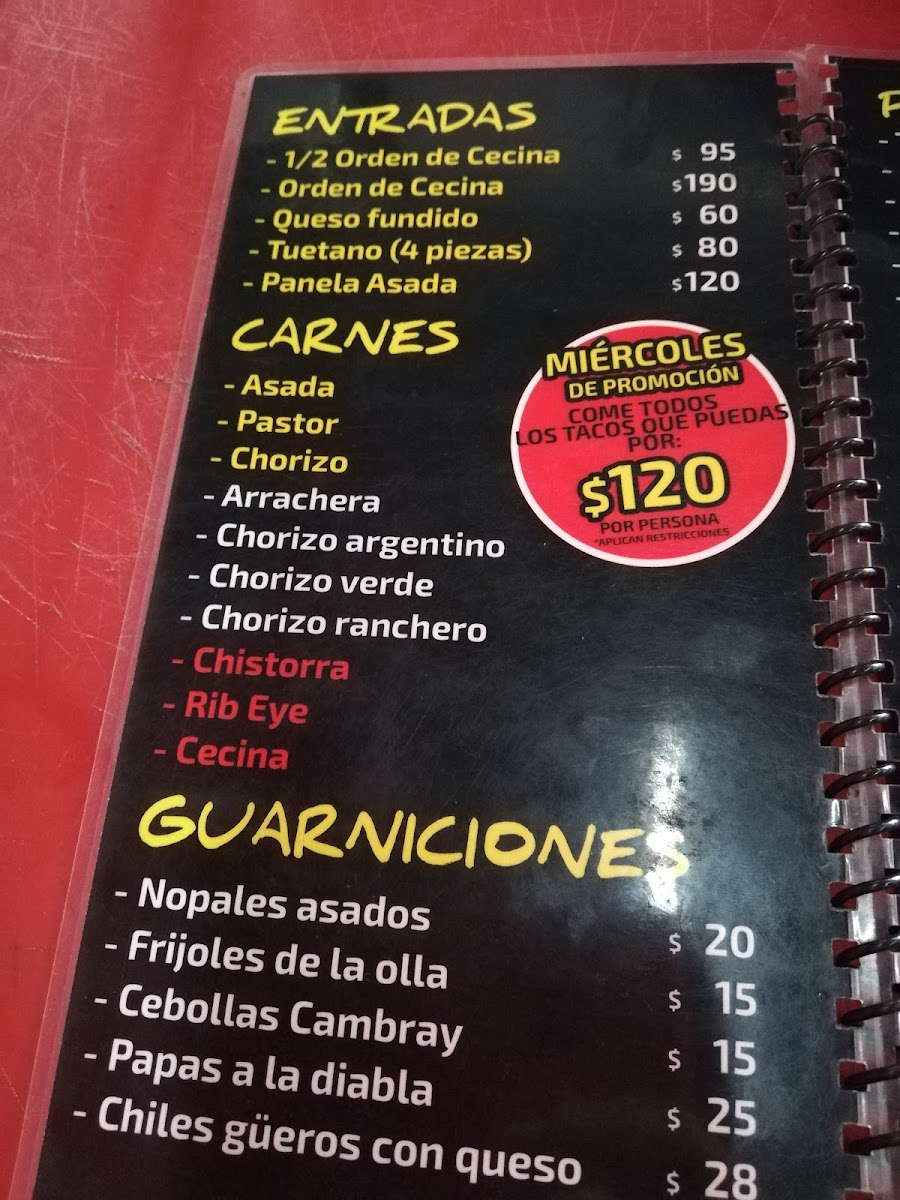 ENTRADAS
- 1/2 Orden de Cecina $ 95
- Orden de Cecina $190
- Queso fundido $ 60
- Tuetano (4 piezas) $ 80
- Panela Asada $120
CARNES
- Asada
- Pastor
- Chorizo
- Arrachera
- Chorizo argentino
- Chorizo verde
- Chorizo ranchero
- Chistorra
- Rib Eye
- Cecina
MIÉRCOLES
DE PROMOCIÓN
COME TODOS
LOS TACOS QUE PUEDAS
POR:
$120
POR PERSONA
*APLICAN RESTRICCIONES
GUARNICIONES
- Nopales asados $ 20
- Frijoles de la olla $ 15
- Cebollas Cambray $ 15
- Papas a la diabla $ 25
- Chiles güeros con queso $ 28